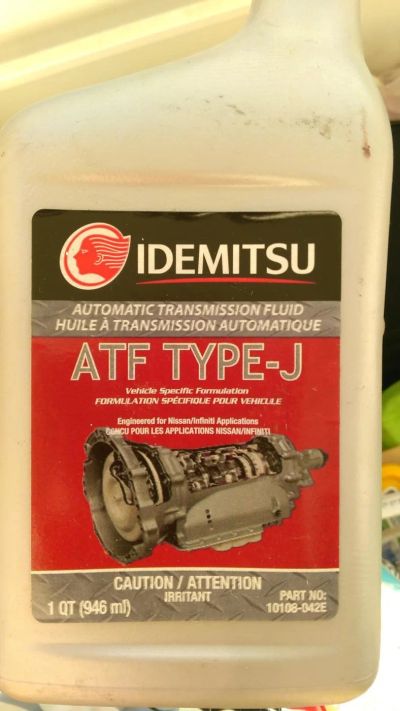 IDEMITSU
AUTOMATIC TRANSMISSION FLUID
HUILE À TRANSMISSION AUTOMATIQUE
ATF TYPE-J
Vehicle Specific Formulation
FORMULATION SPÉCIFIQUE POUR VEHICULE
Engineered for Nissan/Infiniti Applications
CONCU POUR LES APPLICATIONS NISSAN/INFINITI
CAUTION / ATTENTION
IRRITANT
1 QT (946 ml)
PART NO:
10108-042E